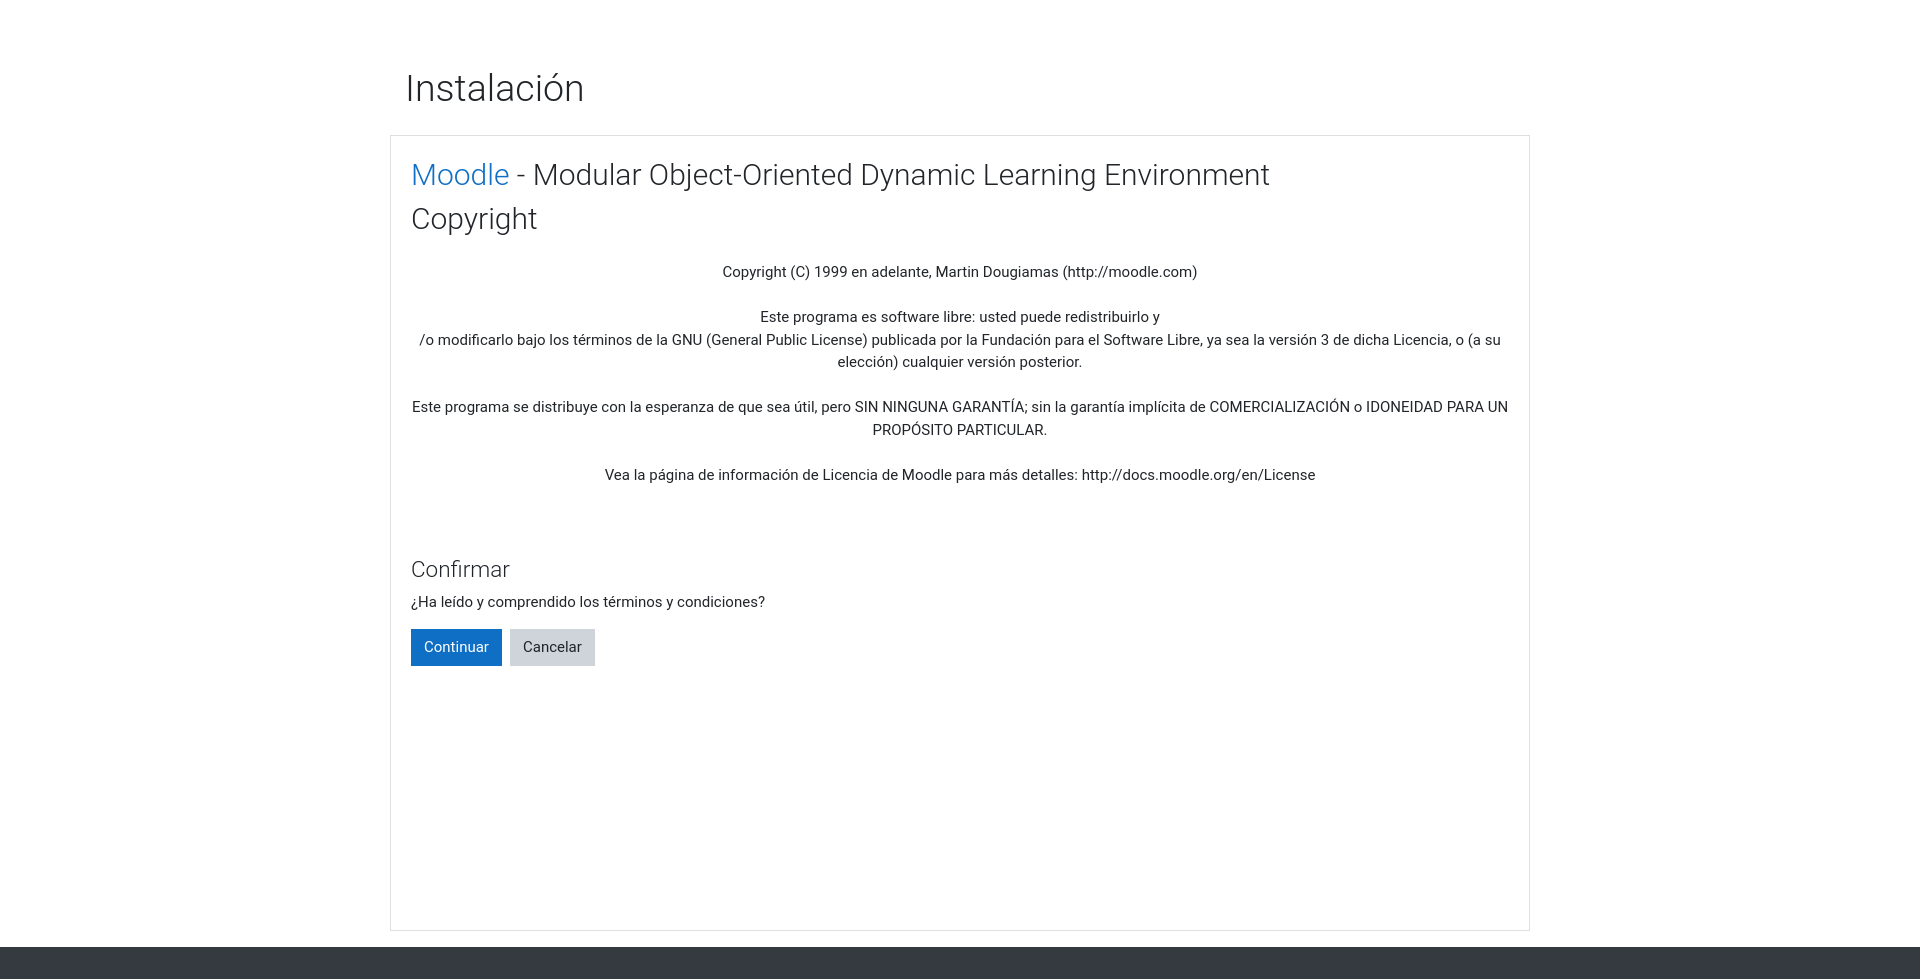 Instalación
Moodle - Modular Object-Oriented Dynamic Learning Environment
Copyright
Copyright (C) 1999 en adelante, Martin Dougiamas (http://moodle.com)
Este programa es software libre: usted puede redistribuirlo y
/o modificarlo bajo los términos de la GNU (General Public License) publicada por la Fundación para el Software Libre, ya sea la versión 3 de dicha Licencia, o (a su
elección) cualquier versión posterior.
Este programa se distribuye con la esperanza de que sea útil, pero SIN NINGUNA GARANTÍA; sin la garantía implícita de COMERCIALIZACIÓN o IDONEIDAD PARA UN
PROPÓSITO PARTICULAR.
Vea la página de información de Licencia de Moodle para más detalles: http://docs.moodle.org/en/License
Confirmar
¿Ha leído y comprendido los términos y condiciones?
Continuar Cancelar